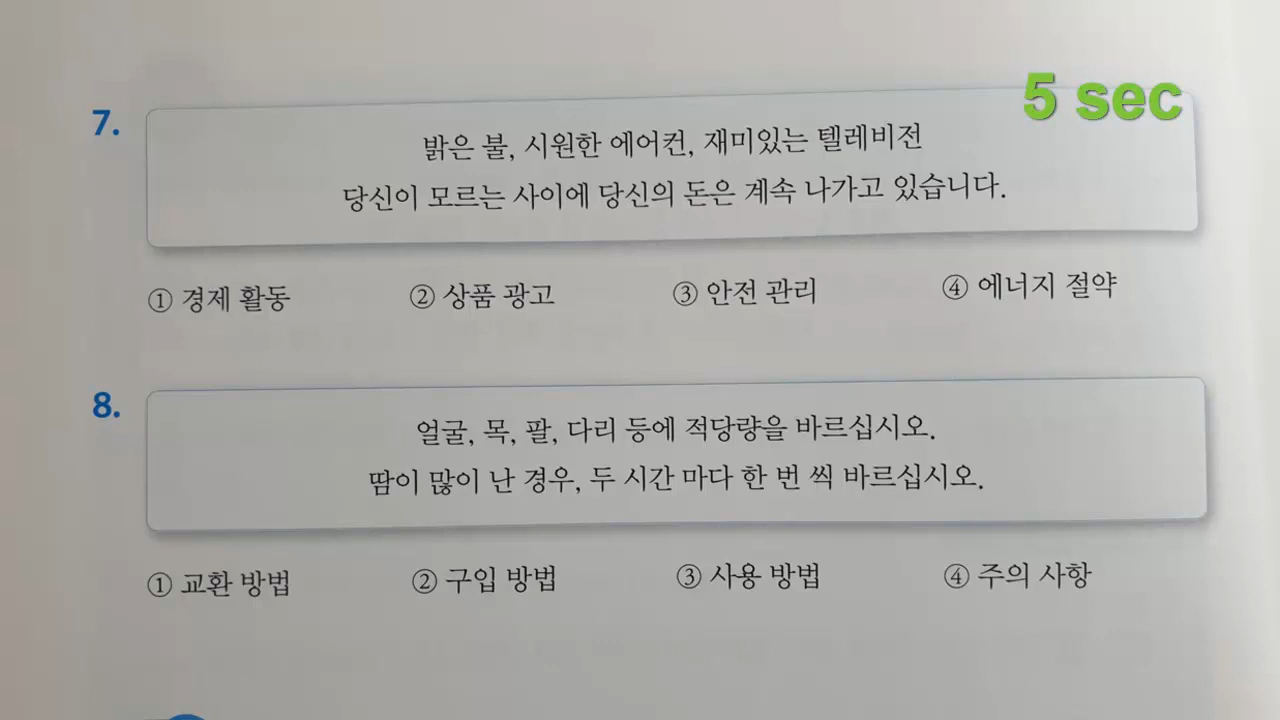 5 sec
7.
밝은 불, 시원한 에어컨, 재미있는 텔레비전
당신이 모르는 사이에 당신의 돈은 계속 나가고 있습니다.
① 경제 활동 ② 상품 광고 ③ 안전 관리 ④ 에너지 절약
8.
얼굴, 목, 팔, 다리 등에 적당량을 바르십시오.
땀이 많이 난 경우, 두 시간 마다 한 번 씩 바르십시오.
① 교환 방법 ② 구입 방법 ③ 사용 방법 ④ 주의 사항